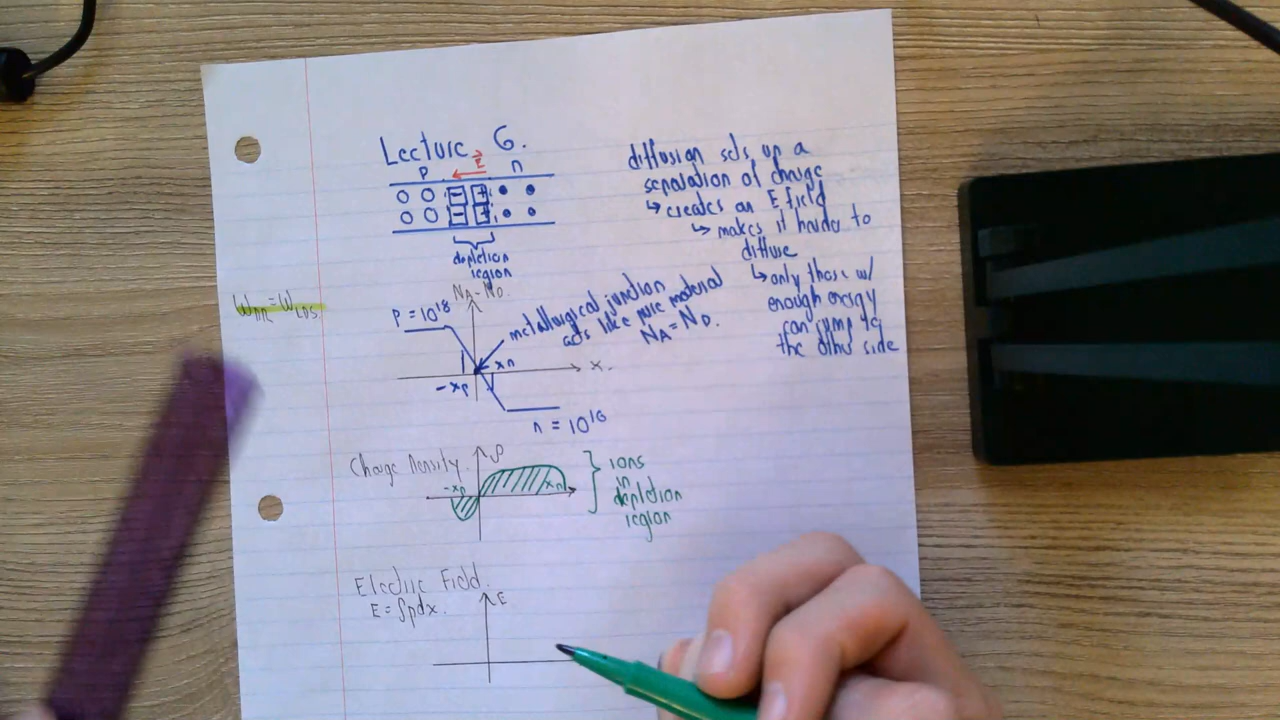 Lecture 6.
E
p n
depletion
region
diffusion sets up a
separation of charge
↳ creates an E field
↳ makes it harder to
diffuse
↳ only those w/
enough energy
can jump to
the other side
NA - ND.
p = 10^18
metallurgical junction
acts like pure material
NA = ND.
xn
x.
-xp
n = 10^16
Charge Density.
ρ
xn
ions
in
depletion
region
Electric Field.
E = ∫ρdx.
E